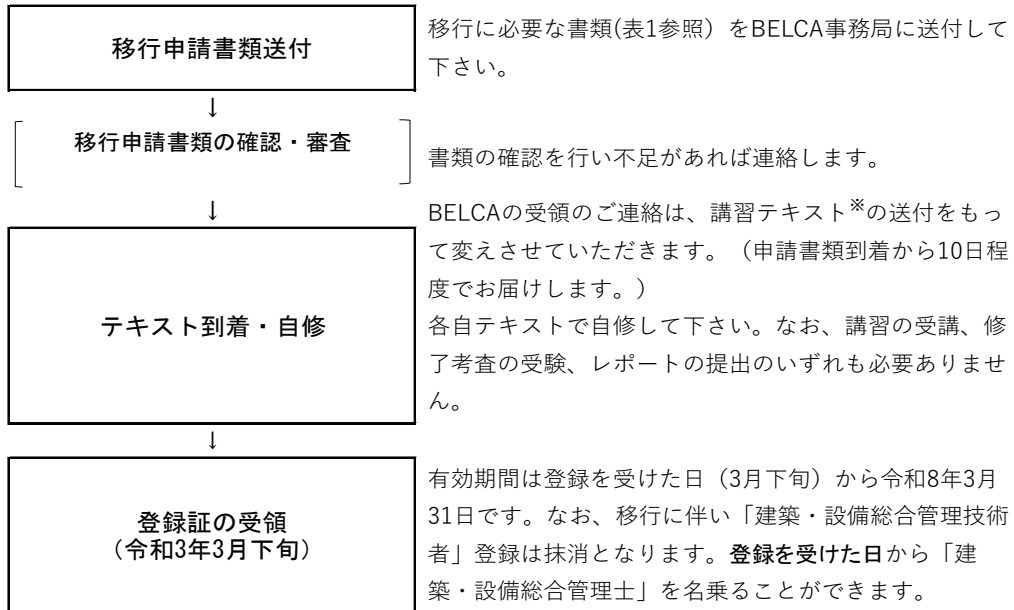 移行申請書類送付
移行に必要な書類(表1参照）をBELCA事務局に送付して
下さい。
↓
移行申請書類の確認・審査
書類の確認を行い不足があれば連絡します。
↓
BELCAの受領のご連絡は、講習テキスト※の送付をもっ
て変えさせていただきます。（申請書類到着から10日程
度でお届けします。）
テキスト到着・自修
各自テキストで自修して下さい。なお、講習の受講、修
了考査の受験、レポートの提出のいずれも必要ありませ
ん。
↓
登録証の受領
（令和3年3月下旬）
有効期間は登録を受けた日（3月下旬）から令和8年3月
31日です。なお、移行に伴い「建築・設備総合管理技術
者」登録は抹消となります。登録を受けた日から「建
築・設備総合管理士」を名乗ることができます。